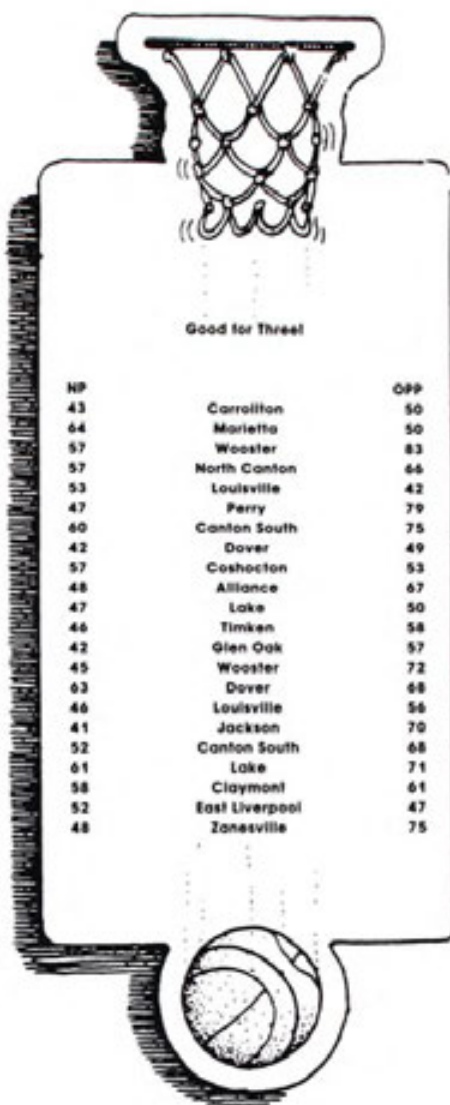 Good for Three!
NP OPP
43 Carrollton 50
64 Marietta 50
57 Wooster 83
57 North Canton 66
53 Louisville 42
47 Perry 79
60 Canton South 75
42 Dover 49
57 Coshocton 53
48 Alliance 67
47 Lake 50
46 Timken 58
42 Glen Oak 57
45 Wooster 72
63 Dover 68
46 Louisville 56
41 Jackson 70
52 Canton South 68
61 Lake 71
58 Claymont 61
52 East Liverpool 47
48 Zanesville 75